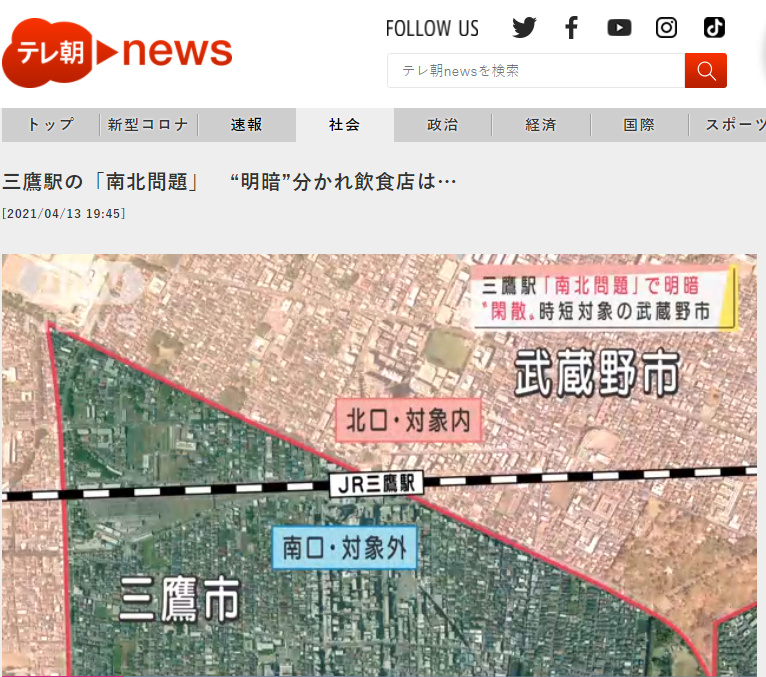 テレ朝 news
FOLLOW US
テレ朝newsを検索
トップ 新型コロナ 速報 社会 政治 経済 国際 スポーツ
三鷹駅の「南北問題」　“明暗”分かれ飲食店は…
[2021/04/13 19:45]
三鷹駅「南北問題」で明暗
〝閑散〟時短対象の武蔵野市
武蔵野市
北口・対象内
JR三鷹駅
南口・対象外
三鷹市